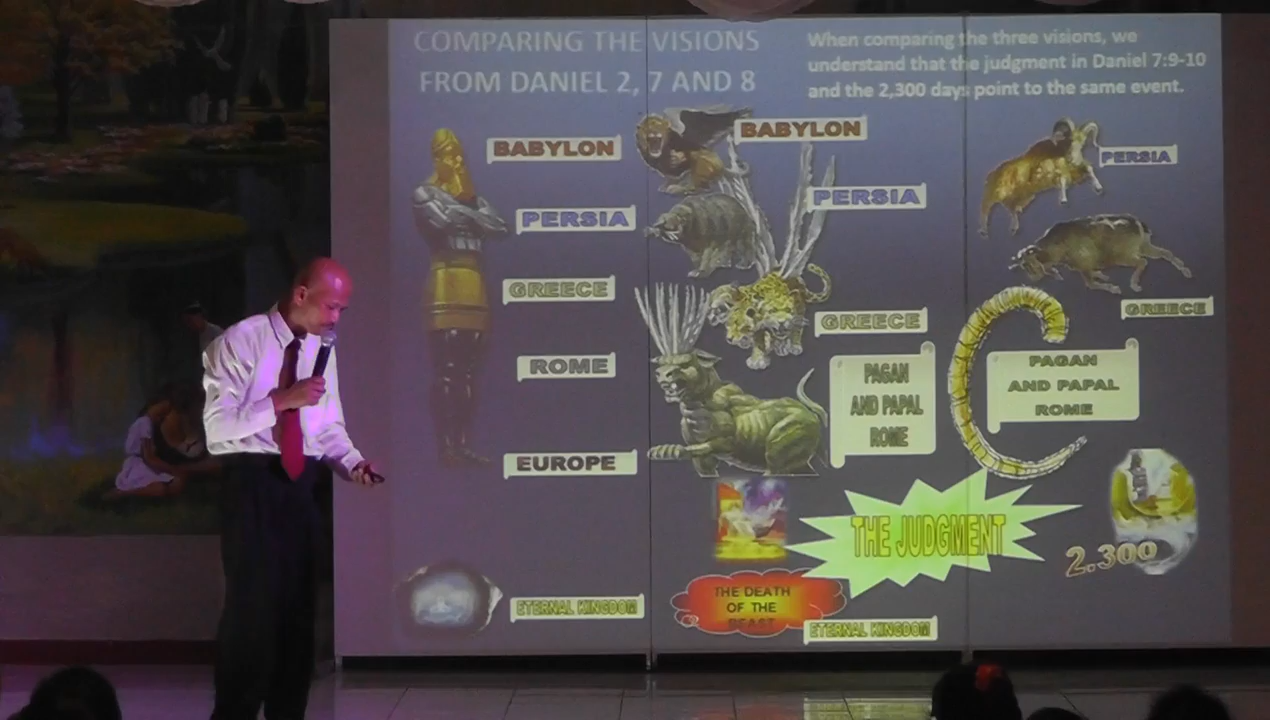 COMPARING THE VISIONS
FROM DANIEL 2, 7 AND 8
When comparing the three visions, we
understand that the judgment in Daniel 7:9-10
and the 2,300 days point to the same event.
BABYLON
PERSIA
GREECE
ROME
EUROPE
ETERNAL KINGDOM
BABYLON
PERSIA
GREECE
PAGAN
AND PAPAL
ROME
THE JUDGMENT
THE DEATH
OF THE
BEAST
ETERNAL KINGDOM
PERSIA
GREECE
PAGAN
AND PAPAL
ROME
2.300